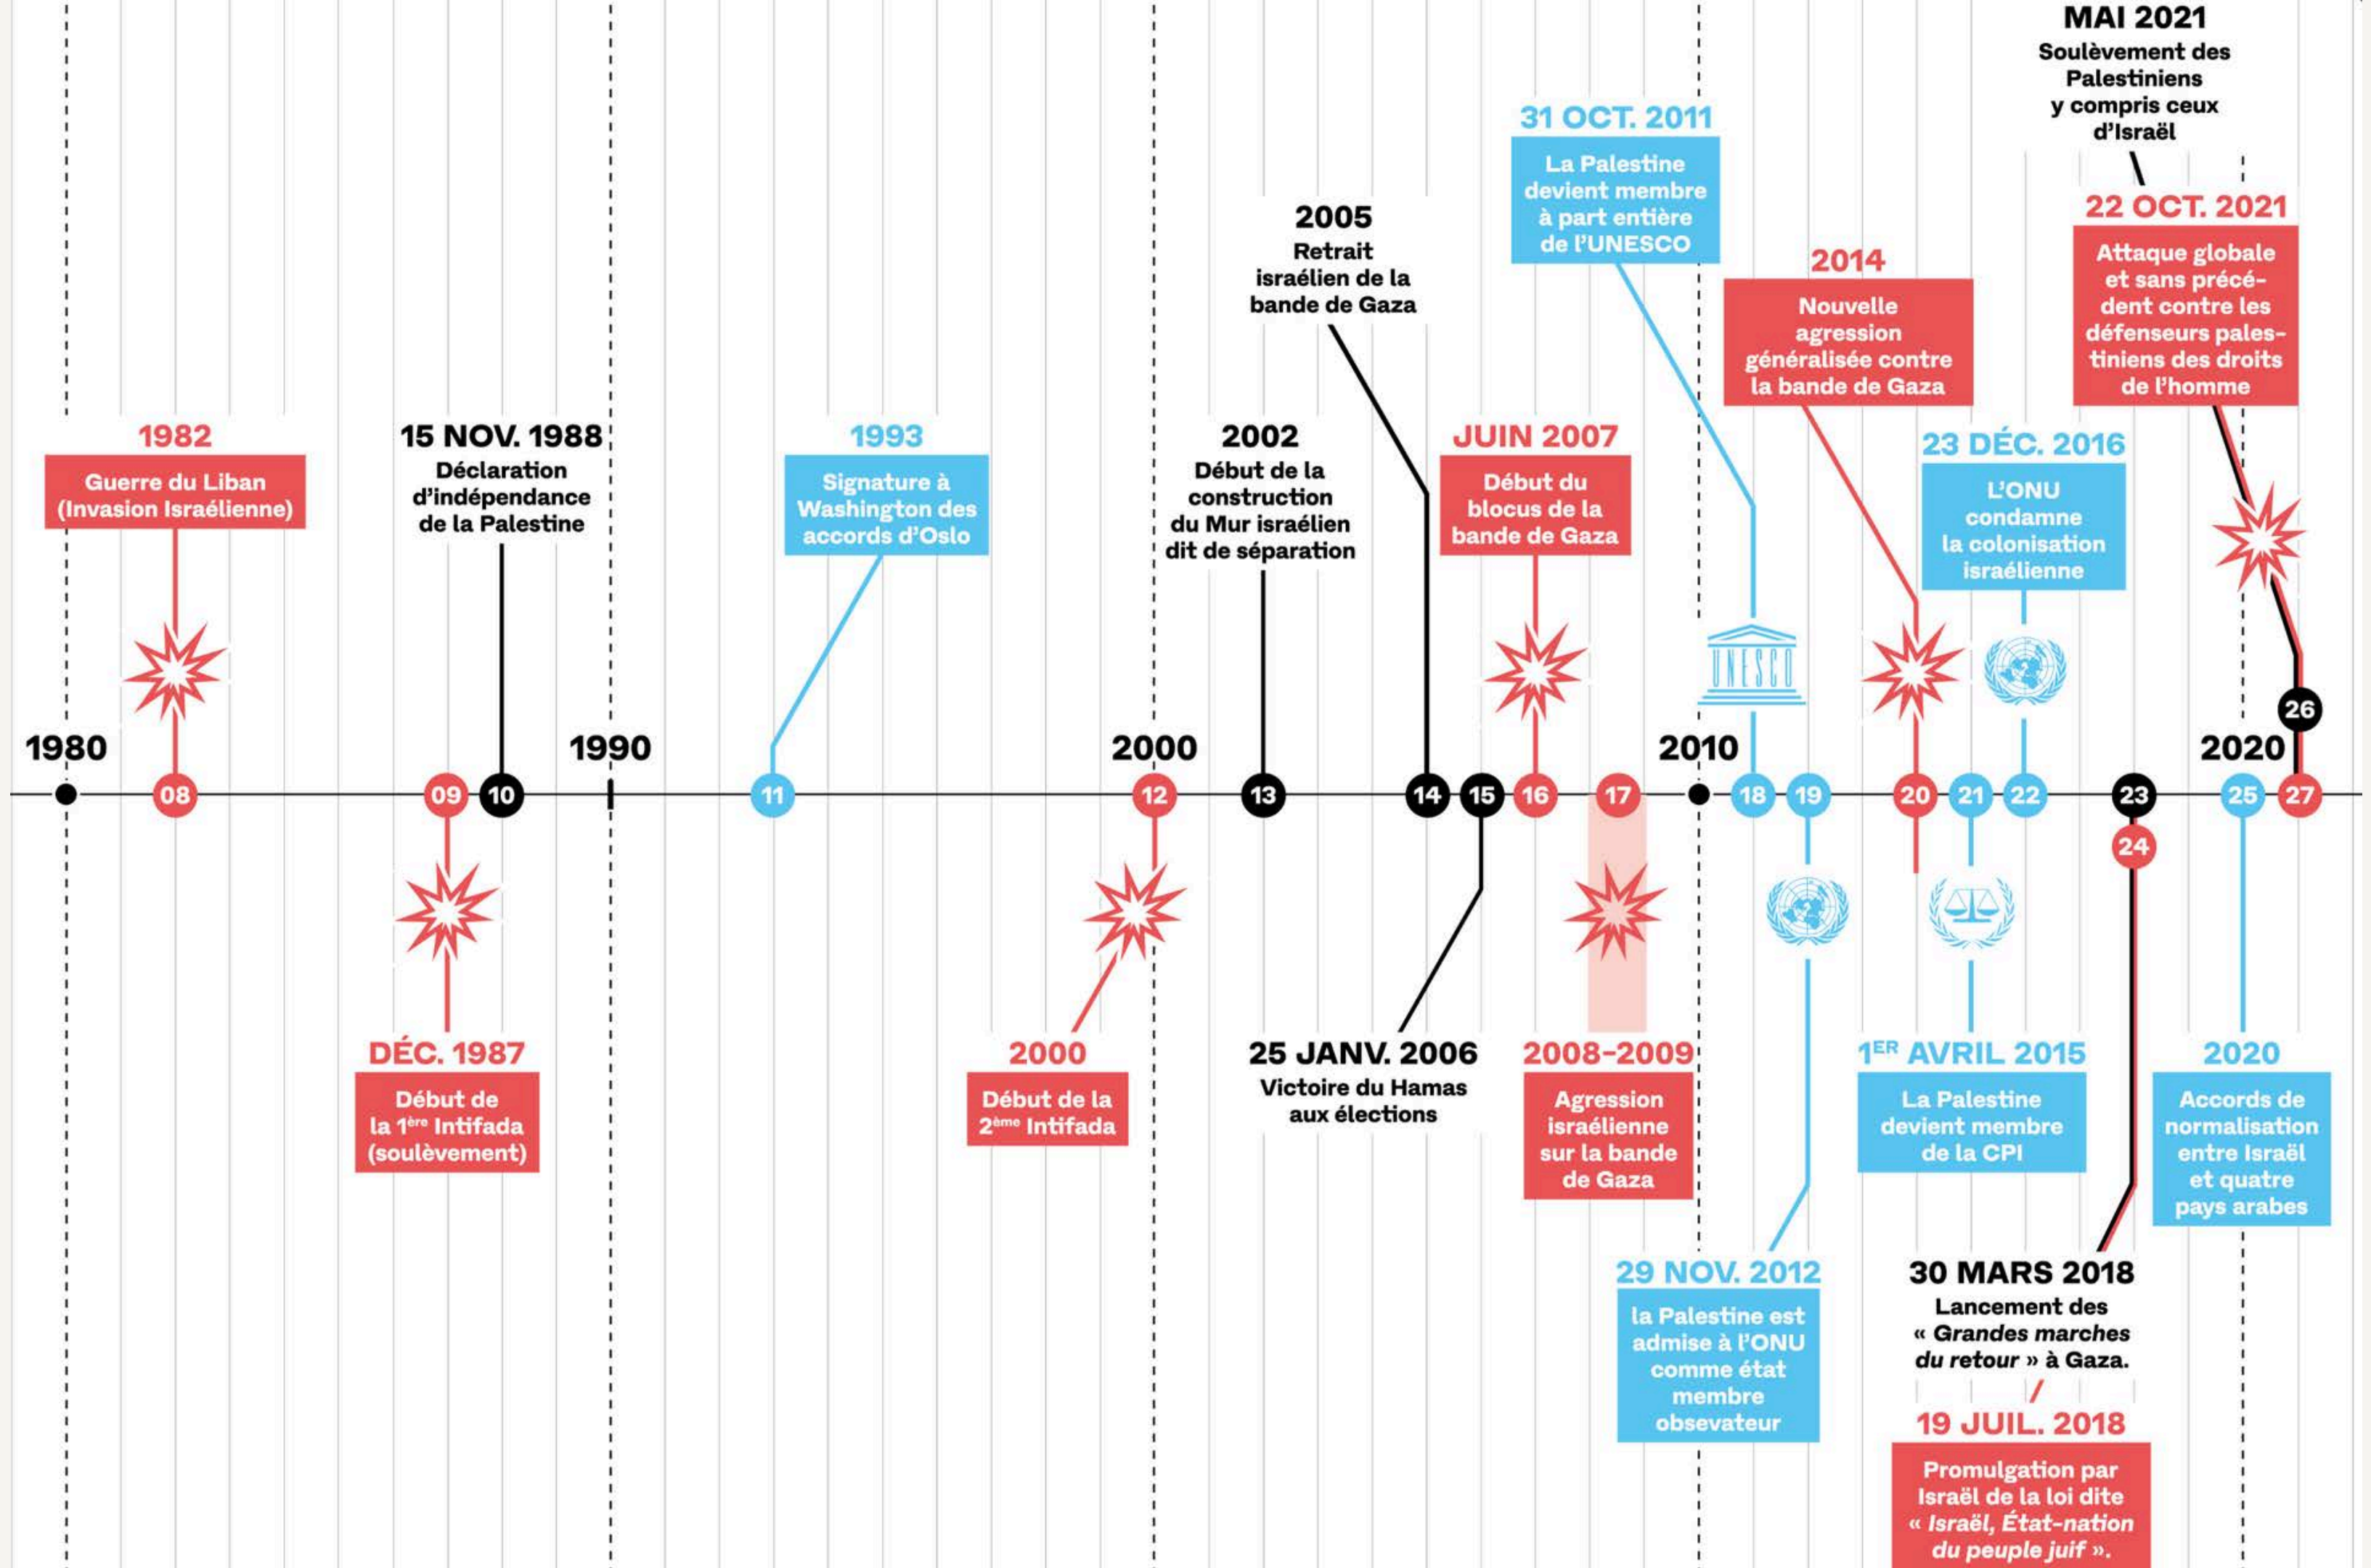 MAI 2021
Soulèvement des
Palestiniens
y compris ceux
d'Israël
31 OCT. 2011
La Palestine
devient membre
à part entière
de l'UNESCO
22 OCT. 2021
Attaque globale
et sans précé-
dent contre les
défenseurs pales-
tiniens des droits
de l'homme
2005
Retrait
israélien de la
bande de Gaza
2014
Nouvelle
agression
généralisée contre
la bande de Gaza
1982
Guerre du Liban
(Invasion Israélienne)
15 NOV. 1988
Déclaration
d'indépendance
de la Palestine
1993
Signature à
Washington des
accords d'Oslo
2002
Début de la
construction
du Mur israélien
dit de séparation
JUIN 2007
Début du
blocus de la
bande de Gaza
23 DÉC. 2016
L'ONU
condamne
la colonisation
israélienne
UNESCO
26
1980
1990
2000
2010
2020
08
09
10
11
12
13
14
15
16
17
18
19
20
21
22
23
25
27
24
DÉC. 1987
Début de
la 1ère Intifada
(soulèvement)
2000
Début de la
2ème Intifada
25 JANV. 2006
Victoire du Hamas
aux élections
2008-2009
Agression
israélienne
sur la bande
de Gaza
1ER AVRIL 2015
La Palestine
devient membre
de la CPI
2020
Accords de
normalisation
entre Israël
et quatre
pays arabes
29 NOV. 2012
la Palestine est
admise à l'ONU
comme état
membre
obsevateur
30 MARS 2018
Lancement des
« Grandes marches
du retour » à Gaza.
19 JUIL. 2018
Promulgation par
Israël de la loi dite
« Israël, État-nation
du peuple juif ».